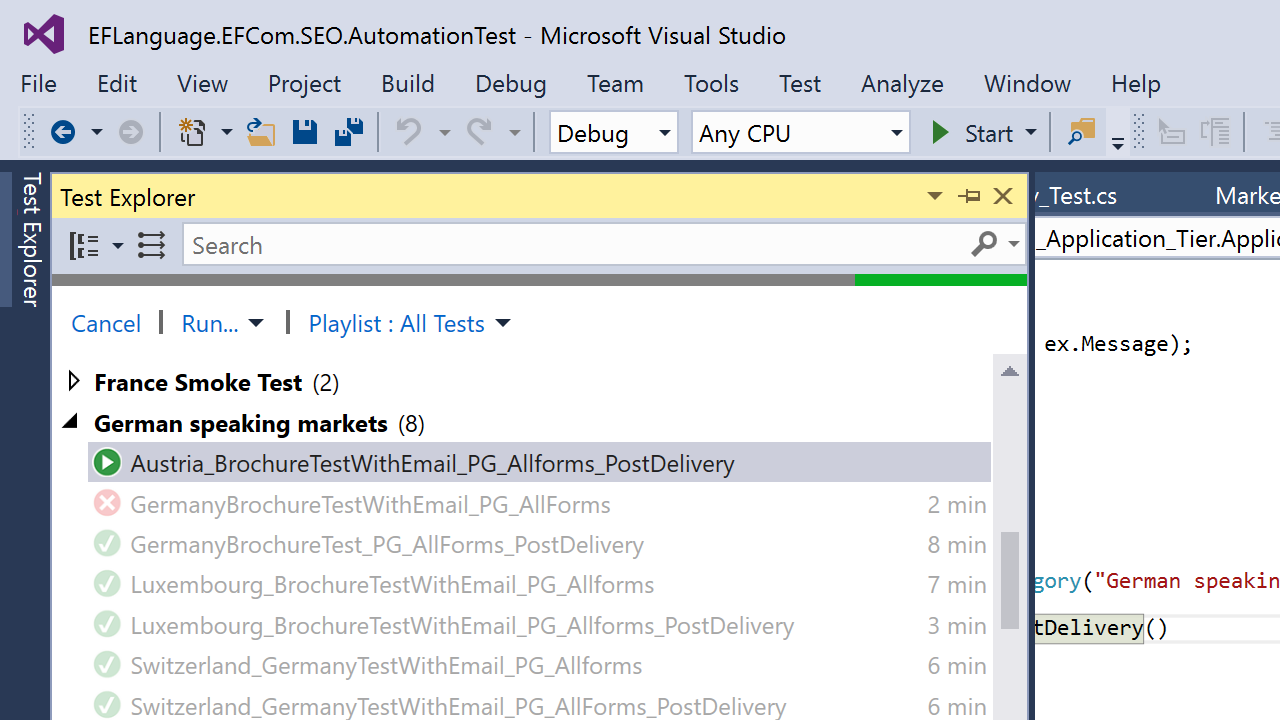 EFLanguage.EFCom.SEO.AutomationTest - Microsoft Visual Studio
File Edit View Project Build Debug Team Tools Test Analyze Window Help
Debug Any CPU Start
Test Explorer
Test Explorer
y_Test.cs Marke
Search
_Application_Tier.Applic
Cancel | Run... | Playlist : All Tests
ex.Message);
France Smoke Test (2)
German speaking markets (8)
Austria_BrochureTestWithEmail_PG_Allforms_PostDelivery
GermanyBrochureTestWithEmail_PG_AllForms 2 min
GermanyBrochureTest_PG_AllForms_PostDelivery 8 min
Luxembourg_BrochureTestWithEmail_PG_Allforms 7 min
gory("German speakin
Luxembourg_BrochureTestWithEmail_PG_Allforms_PostDelivery 3 min
tDelivery()
Switzerland_GermanyTestWithEmail_PG_Allforms 6 min
Switzerland_GermanyTestWithEmail_PG_AllForms_PostDelivery 6 min